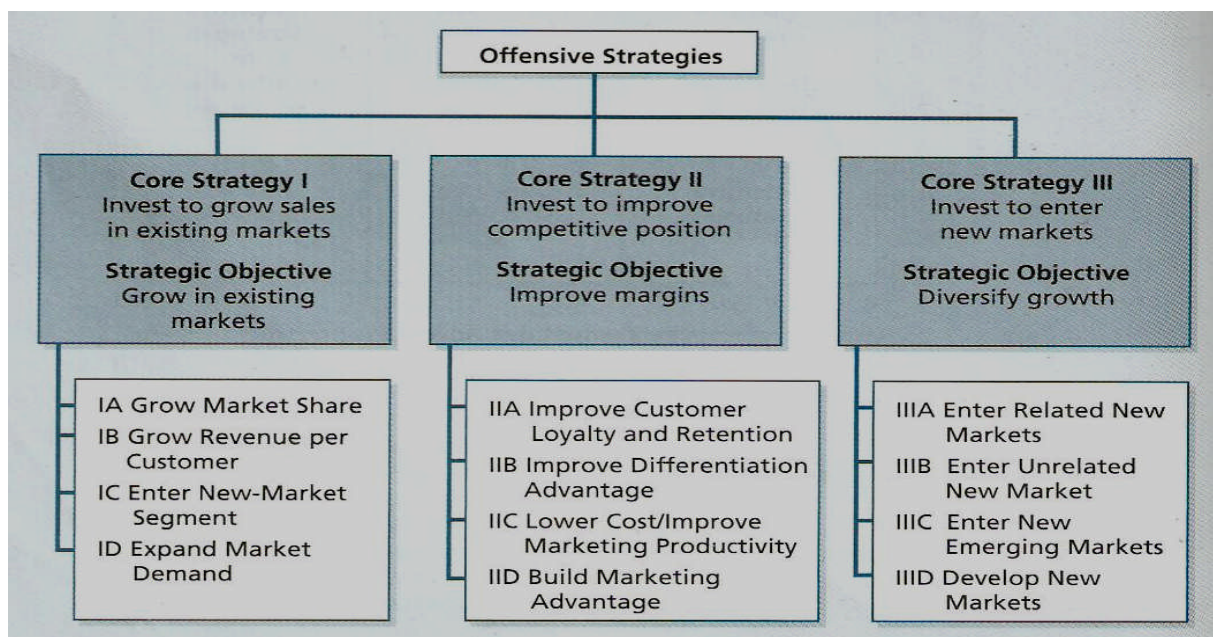 Offensive Strategies
Core Strategy I
Invest to grow sales
in existing markets
Strategic Objective
Grow in existing
markets
Core Strategy II
Invest to improve
competitive position
Strategic Objective
Improve margins
Core Strategy III
Invest to enter
new markets
Strategic Objective
Diversify growth
IA Grow Market Share
IB Grow Revenue per
Customer
IC Enter New-Market
Segment
ID Expand Market
Demand
IIA Improve Customer
Loyalty and Retention
IIB Improve Differentiation
Advantage
IIC Lower Cost/Improve
Marketing Productivity
IID Build Marketing
Advantage
IIIA Enter Related New
Markets
IIIB Enter Unrelated
New Market
IIIC Enter New
Emerging Markets
IIID Develop New
Markets